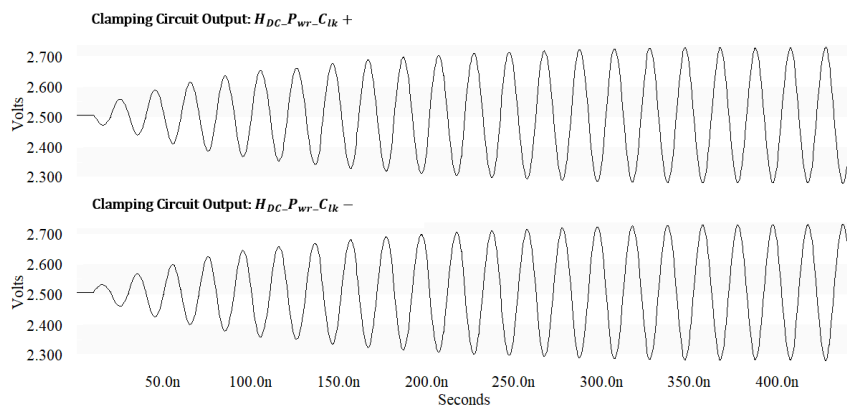 Clamping Circuit Output: H_DC_P_wr_C_lk +
2.700
2.600
2.500
2.400
2.300
Volts
Clamping Circuit Output: H_DC_P_wr_C_lk −
2.700
2.600
2.500
2.400
2.300
Volts
50.0n 100.0n 150.0n 200.0n 250.0n 300.0n 350.0n 400.0n
Seconds